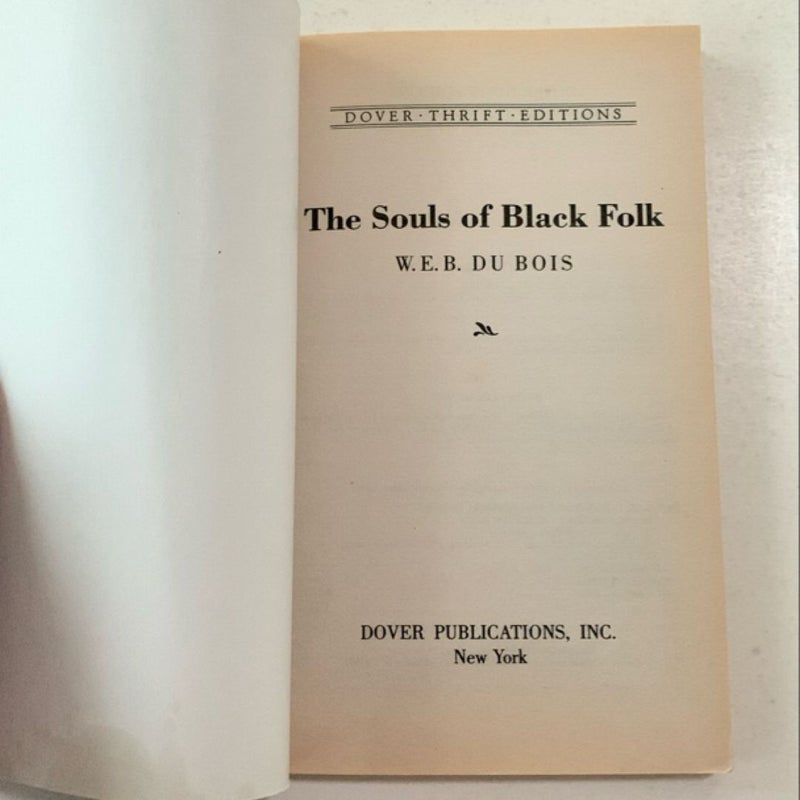 DOVER · THRIFT · EDITIONS
The Souls of Black Folk
W. E. B. DU BOIS
DOVER PUBLICATIONS, INC.
New York